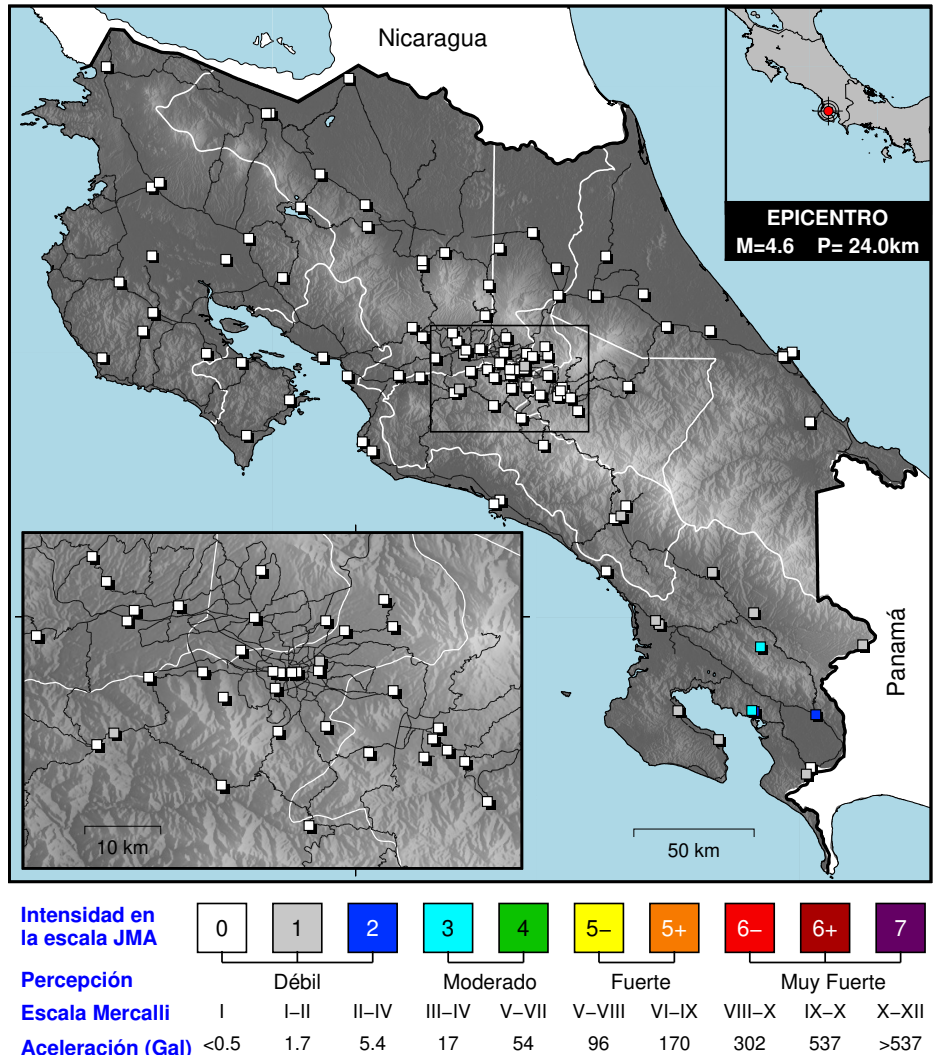 Nicaragua
EPICENTRO
M=4.6 P= 24.0km
Panamá
10 km
50 km
Intensidad en
la escala JMA
0 1 2 3 4 5− 5+ 6− 6+ 7
Percepción Débil Moderado Fuerte Muy Fuerte
Escala Mercalli I I−II II−IV III−IV V−VII V−VIII VI−IX VIII−X IX−X X−XII
Aceleración (Gal) <0.5 1.7 5.4 17 54 96 170 302 537 >537